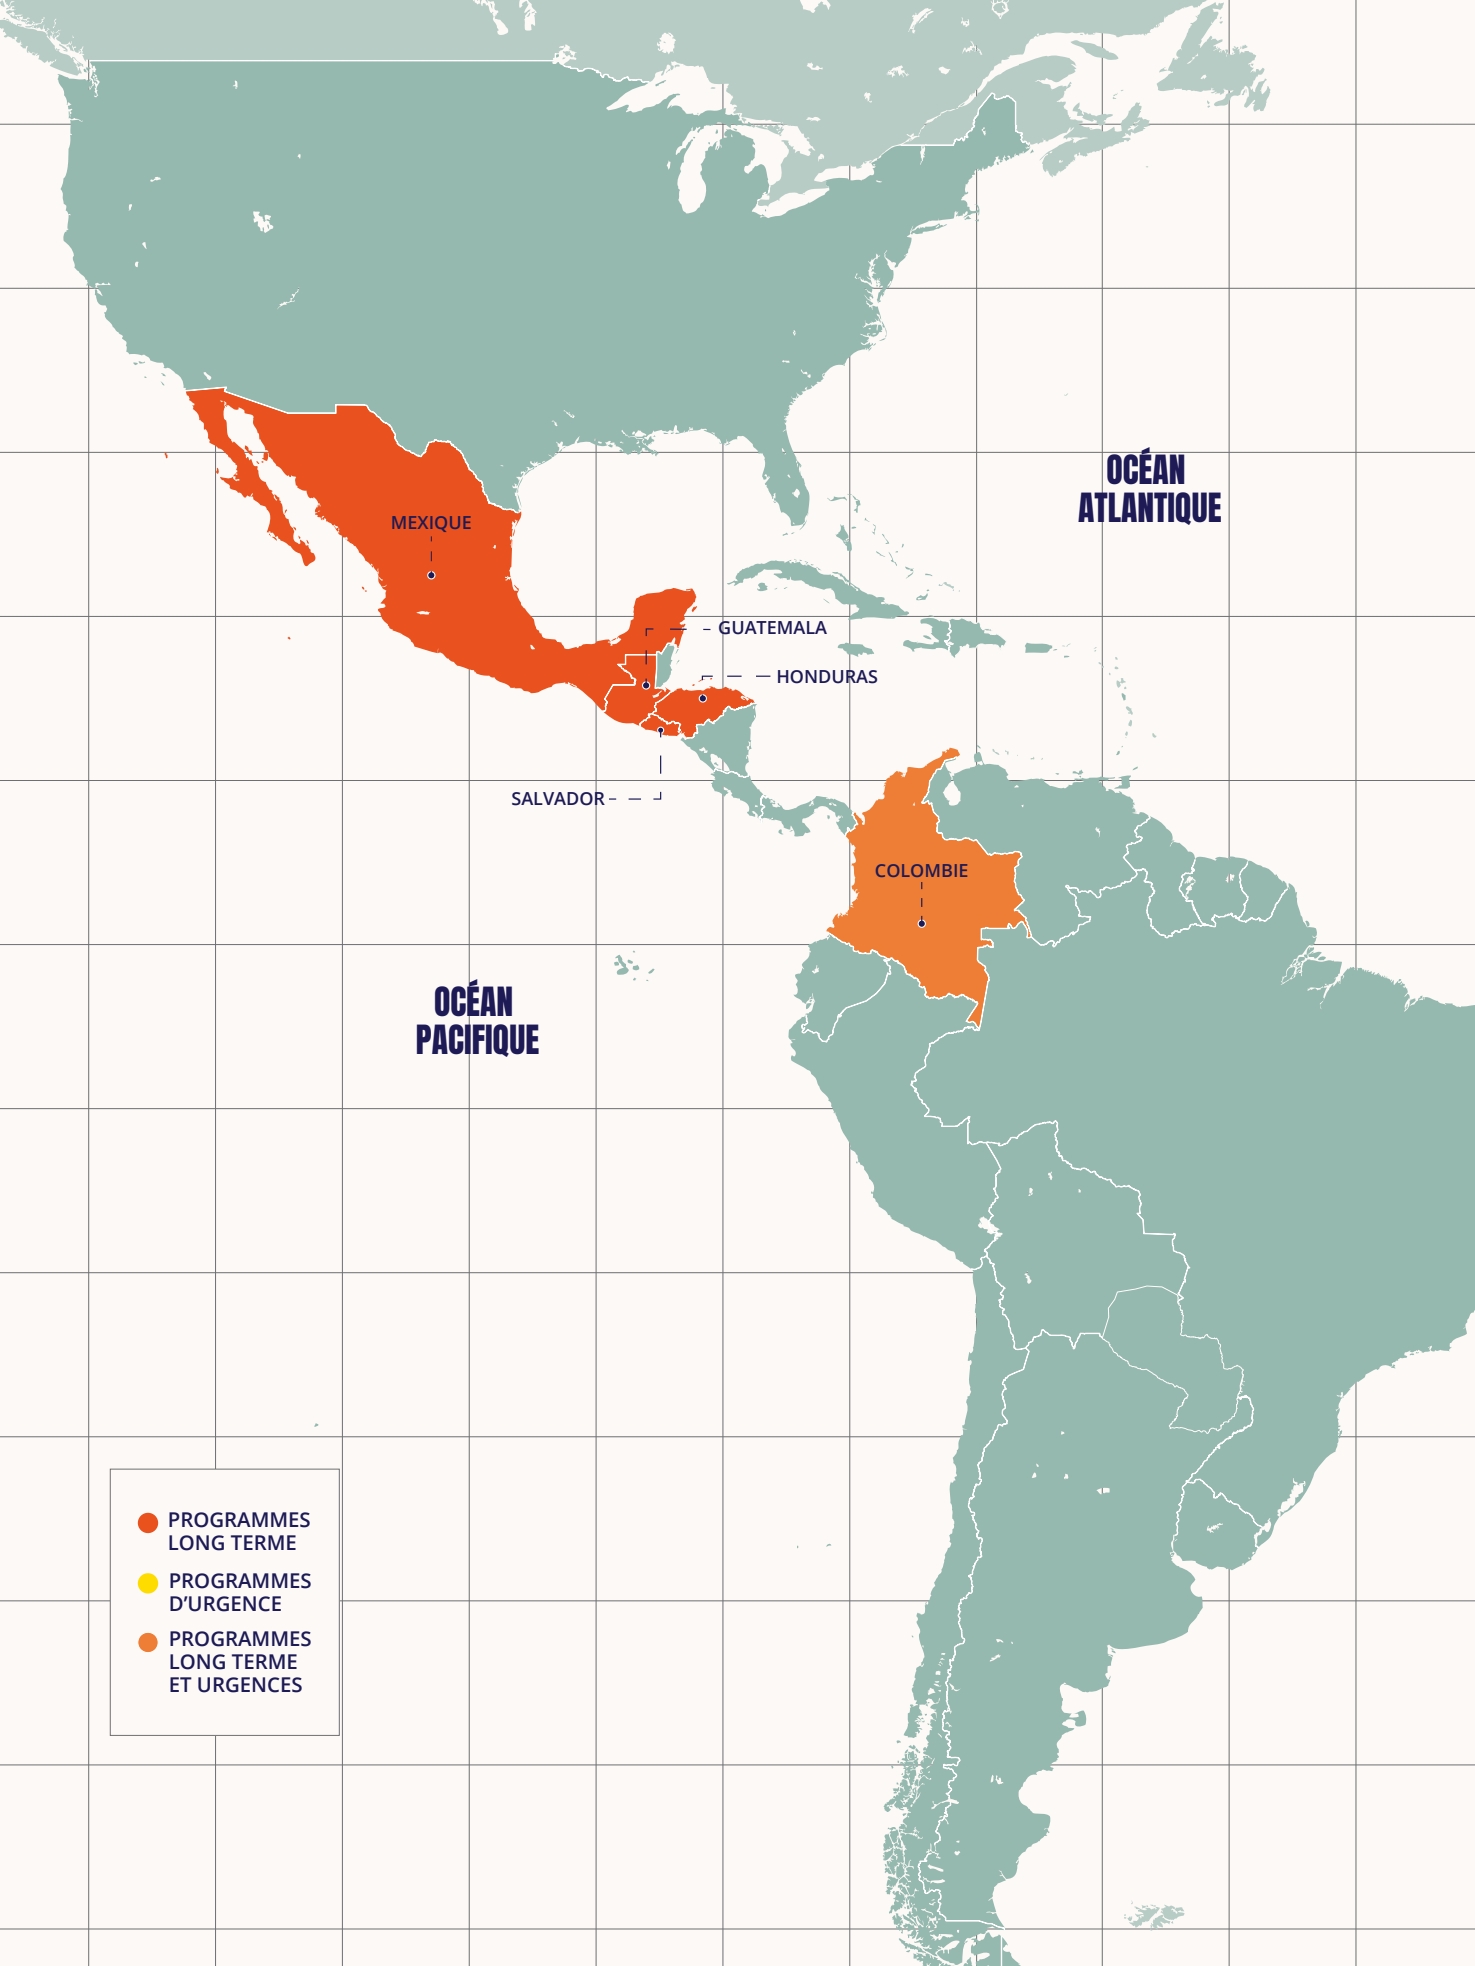 OCÉAN
ATLANTIQUE
MEXIQUE
GUATEMALA
HONDURAS
SALVADOR
COLOMBIE
OCÉAN
PACIFIQUE
PROGRAMMES
LONG TERME
PROGRAMMES
D’URGENCE
PROGRAMMES
LONG TERME
ET URGENCES